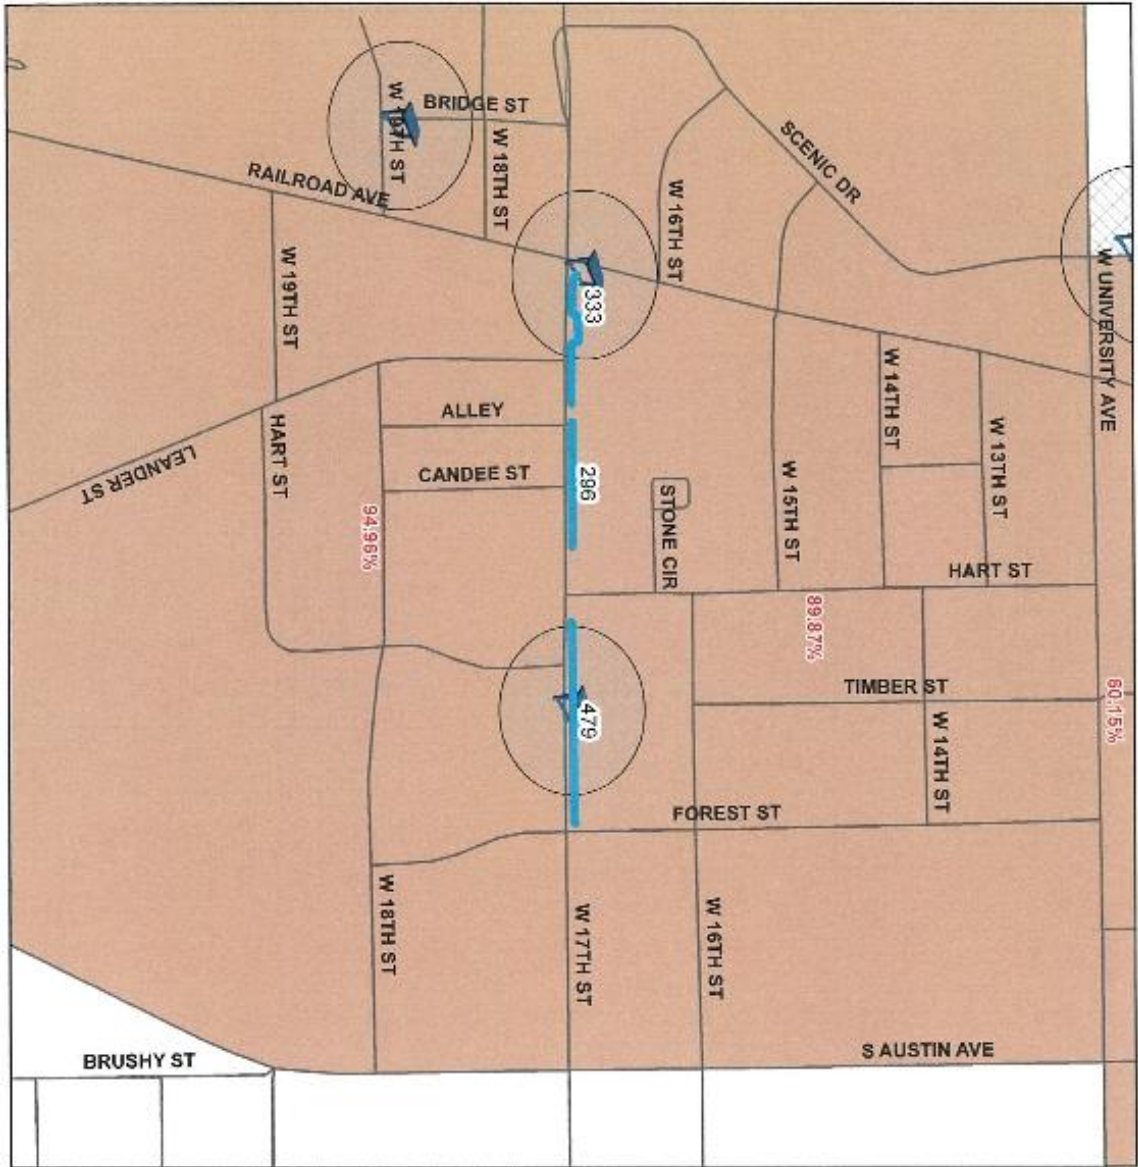 W 19TH ST
BRIDGE ST
W 18TH ST
SCENIC DR
RAILROAD AVE
W 16TH ST
W UNIVERSITY AVE
W 19TH ST
333
W 14TH ST
ALLEY
W 13TH ST
HART ST
LEANDER ST
CANDEE ST
296
STONE CIR
W 15TH ST
94.96%
HART ST
89.87%
TIMBER ST
60.15%
479
W 14TH ST
FOREST ST
W 18TH ST
W 17TH ST
W 16TH ST
S AUSTIN AVE
BRUSHY ST